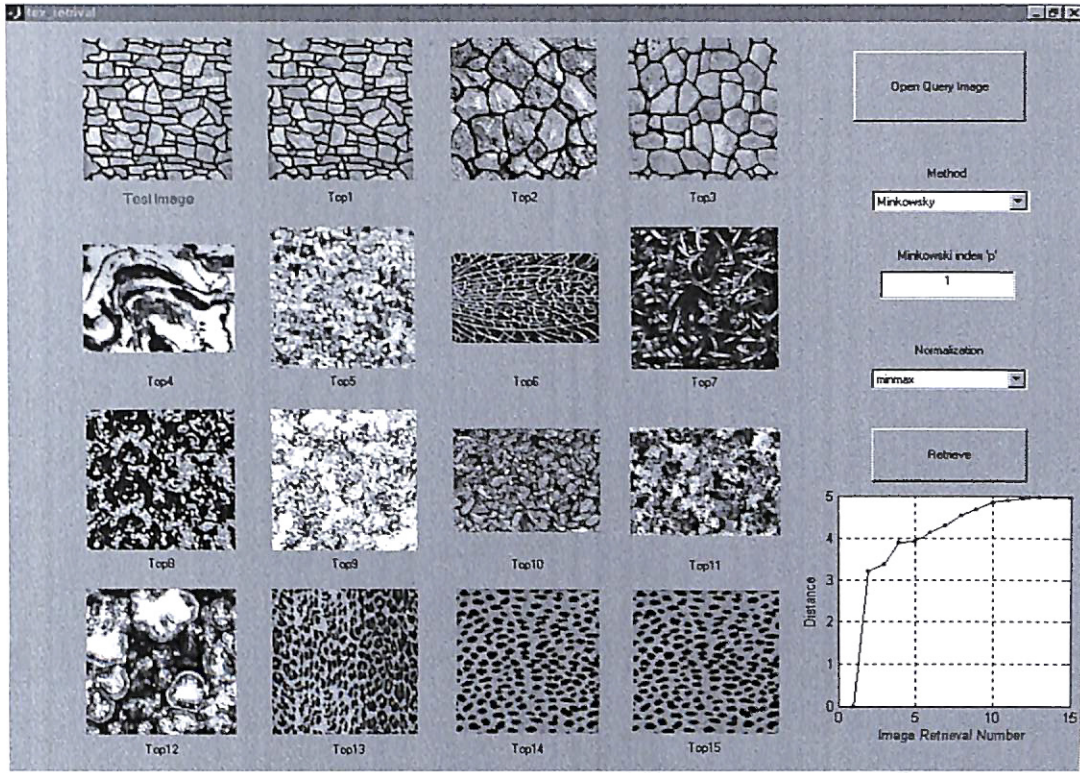 tex_retrival
Test Image
Top1
Top2
Top3
Top4
Top5
Top6
Top7
Top8
Top9
Top10
Top11
Top12
Top13
Top14
Top15
Open Query Image
Method
Minkowsky
Minkowski index 'p'
1
Normalization
minmax
Retrieve
5
4
3
2
1
0
Distance
0 5 10 15
Image Retrieval Number